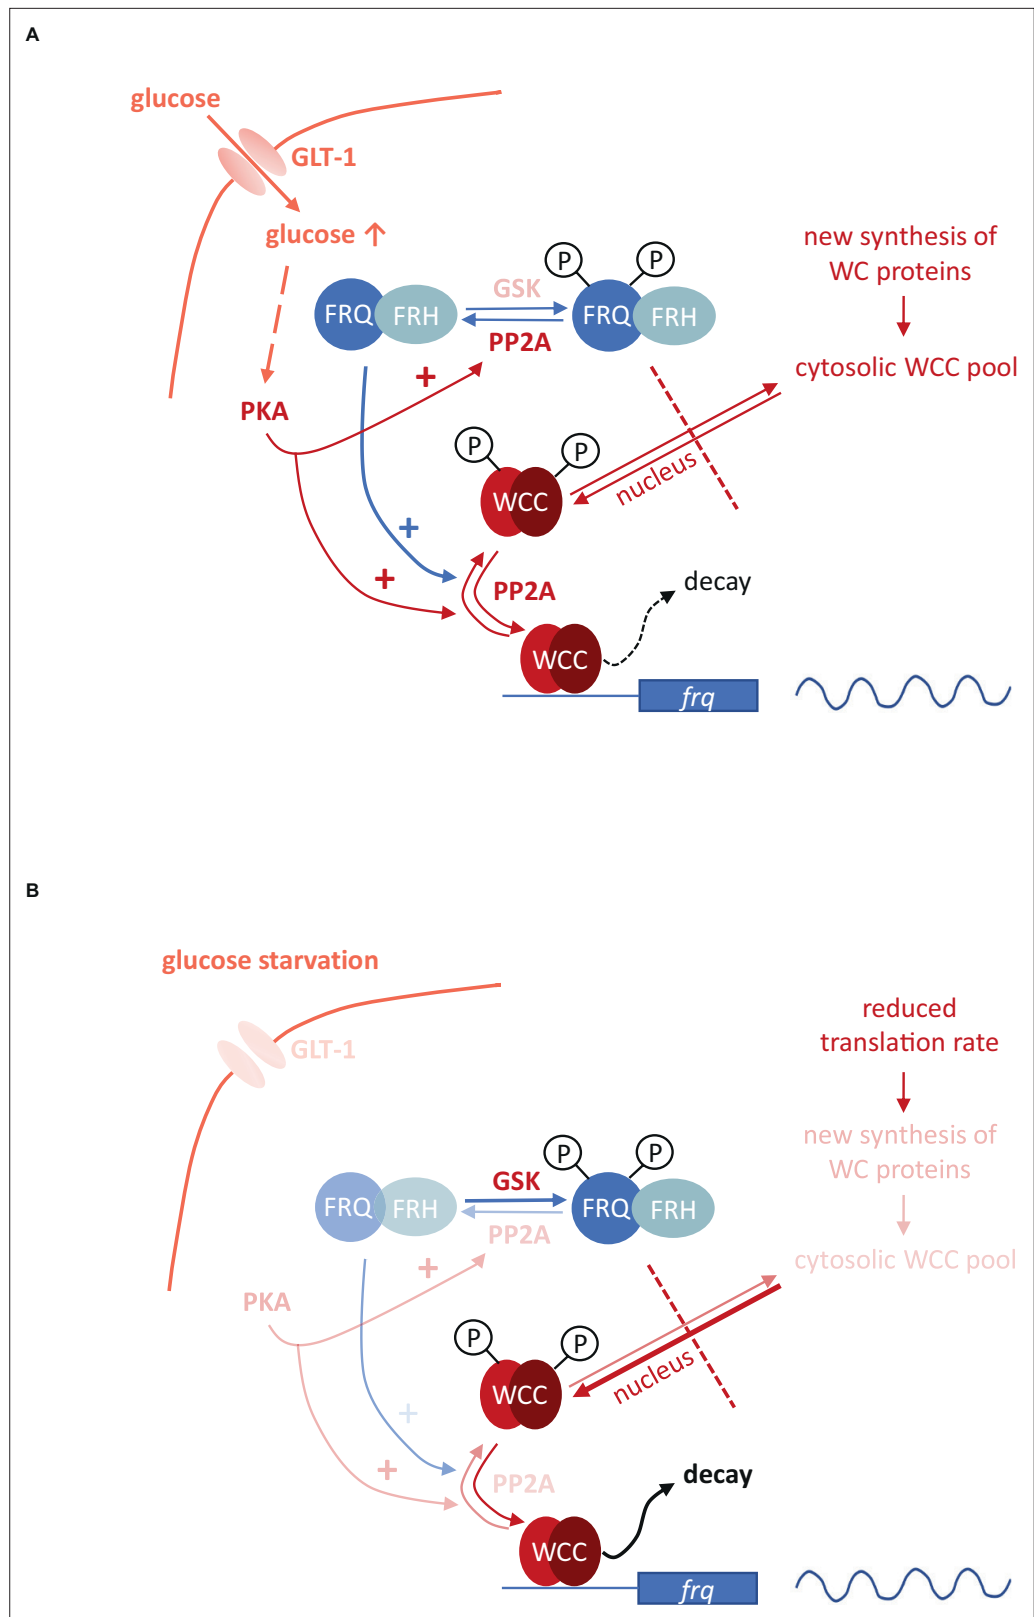 A
glucose
GLT-1
glucose ↑
new synthesis of
WC proteins
P
P
GSK
FRQ
FRH
FRQ
FRH
PP2A
cytosolic WCC pool
+
PKA
P
P
WCC
nucleus
+
+
PP2A
decay
WCC
frq
B
glucose starvation
reduced
translation rate
GLT-1
new synthesis of
WC proteins
P
P
GSK
FRQ
FRH
FRQ
FRH
PP2A
cytosolic WCC pool
+
PKA
P
P
WCC
nucleus
+
+
PP2A
decay
WCC
frq